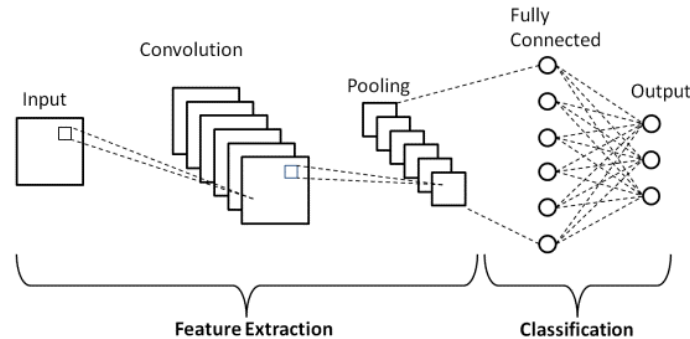 Fully
Connected
Convolution
Pooling
Input
Output
Feature Extraction
Classification